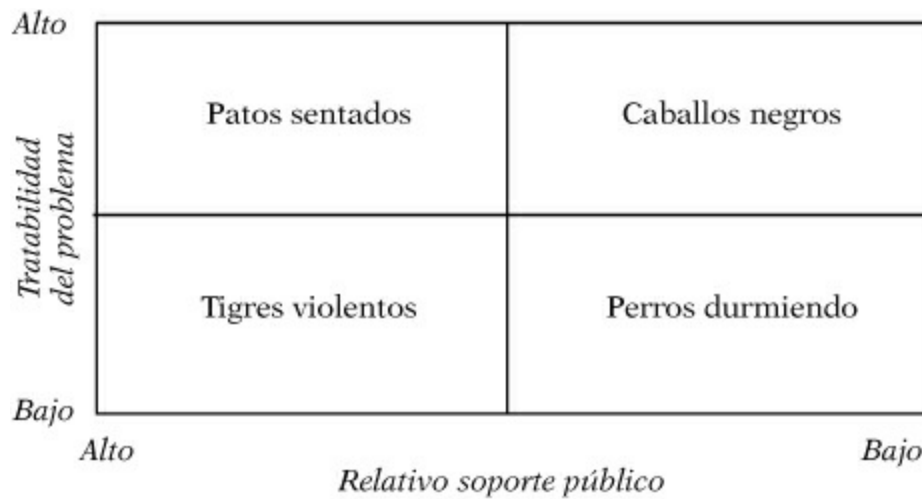 Alto
Patos sentados
Caballos negros
Tratabilidad
del problema
Tigres violentos
Perros durmiendo
Bajo
Alto
Bajo
Relativo soporte público